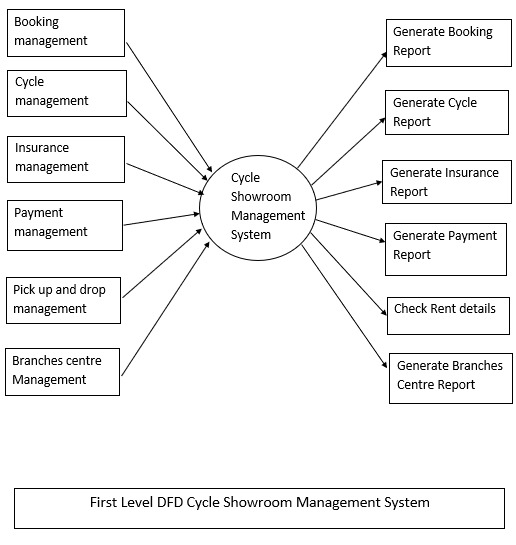 Booking
management
Cycle
management
Insurance
management
Payment
management
Pick up and drop
management
Branches centre
Management
Cycle
Showroom
Management
System
Generate Booking
Report
Generate Cycle
Report
Generate Insurance
Report
Generate Payment
Report
Check Rent details
Generate Branches
Centre Report
First Level DFD Cycle Showroom Management System